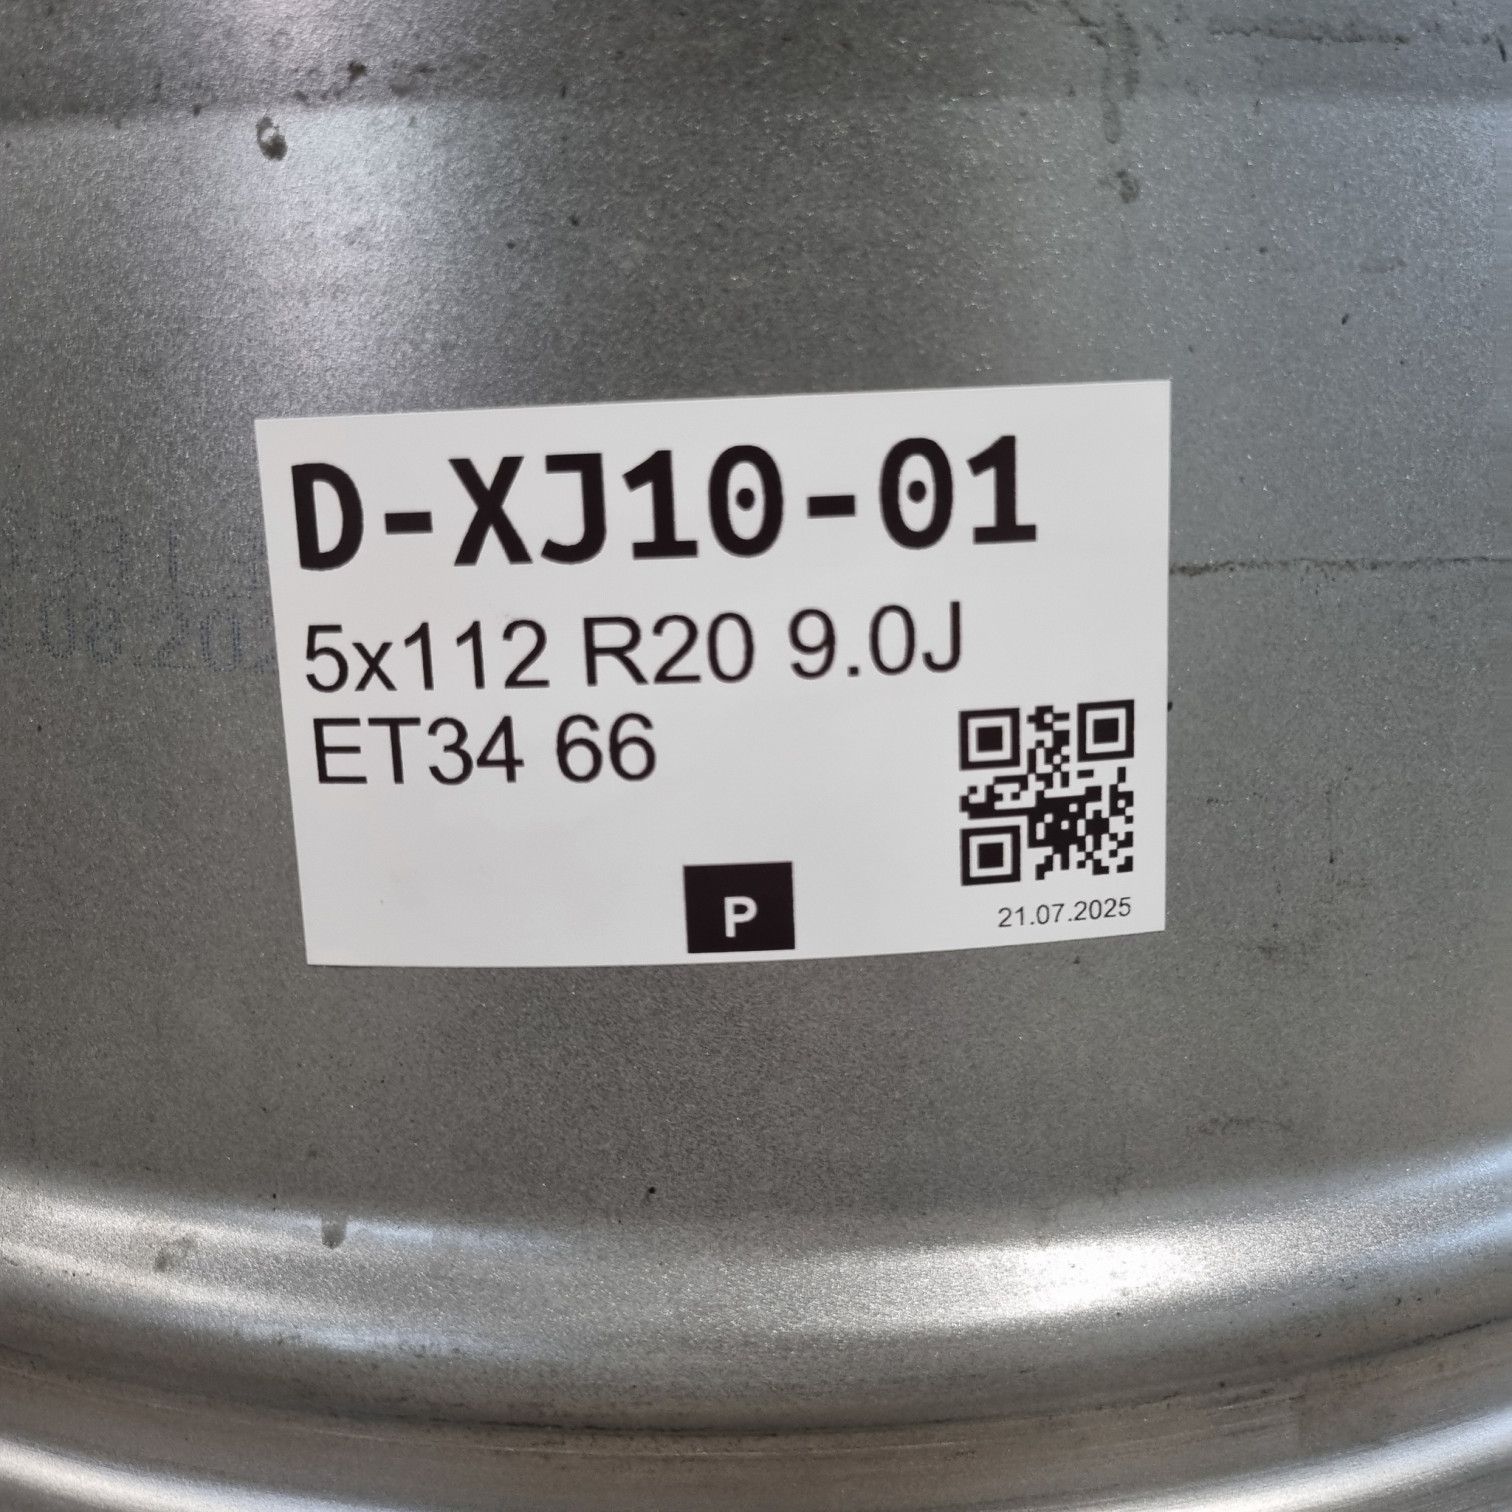 D-XJ10-01
5x112 R20 9.0J
ET34 66
P
21.07.2025